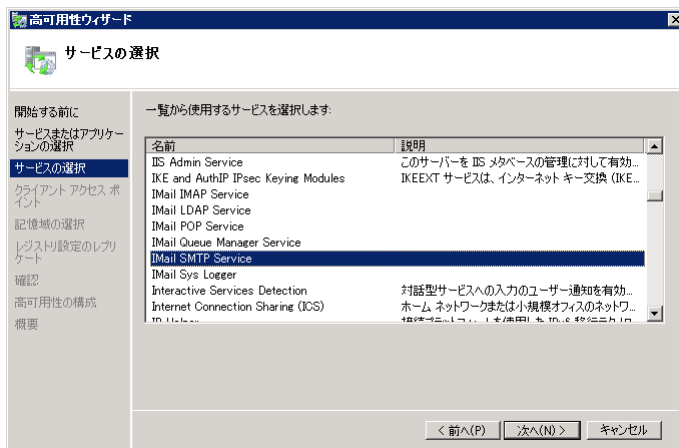 高可用性ウィザード
サービスの選択
開始する前に
サービスまたはアプリケー
ションの選択
サービスの選択
クライアント アクセス ポ
イント
記憶域の選択
レジストリ設定のレプリ
ケート
確認
高可用性の構成
概要
一覧から使用するサービスを選択します:
名前 説明
IIS Admin Service このサーバーを IIS メタベースの管理に対して有効...
IKE and AuthIP IPsec Keying Modules IKEEXT サービスは、インターネット キー交換 (IKE...
IMail IMAP Service
IMail LDAP Service
IMail POP Service
IMail Queue Manager Service
IMail SMTP Service
IMail Sys Logger
Interactive Services Detection 対話型サービスへの入力のユーザー通知を有効...
Internet Connection Sharing (ICS) ホーム ネットワークまたは小規模オフィスのネットワ...
IP Helper
< 前へ(P) 次へ(N) > キャンセル